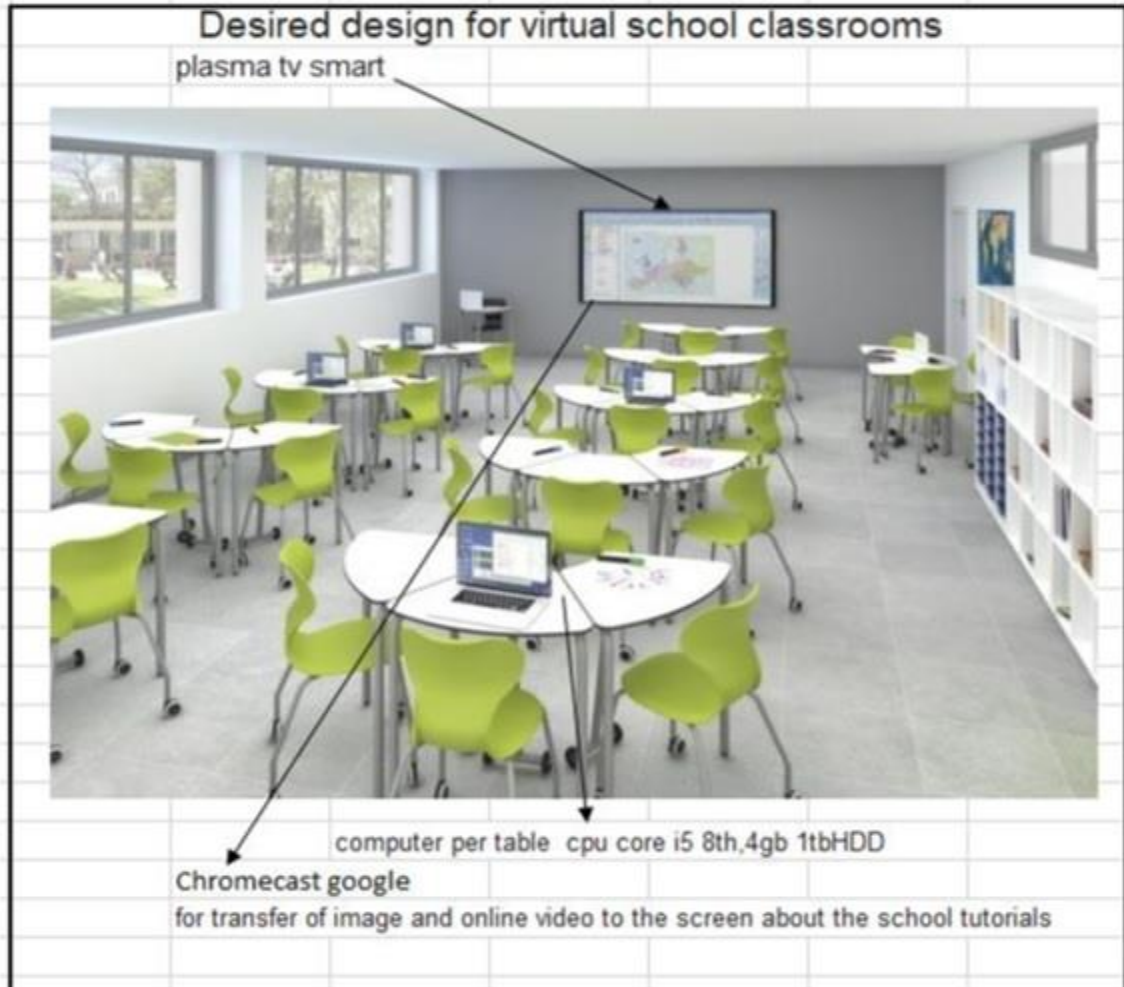 Desired design for virtual school classrooms
plasma tv smart
computer per table cpu core i5 8th,4gb 1tbHDD
Chromecast google
for transfer of image and online video to the screen about the school tutorials